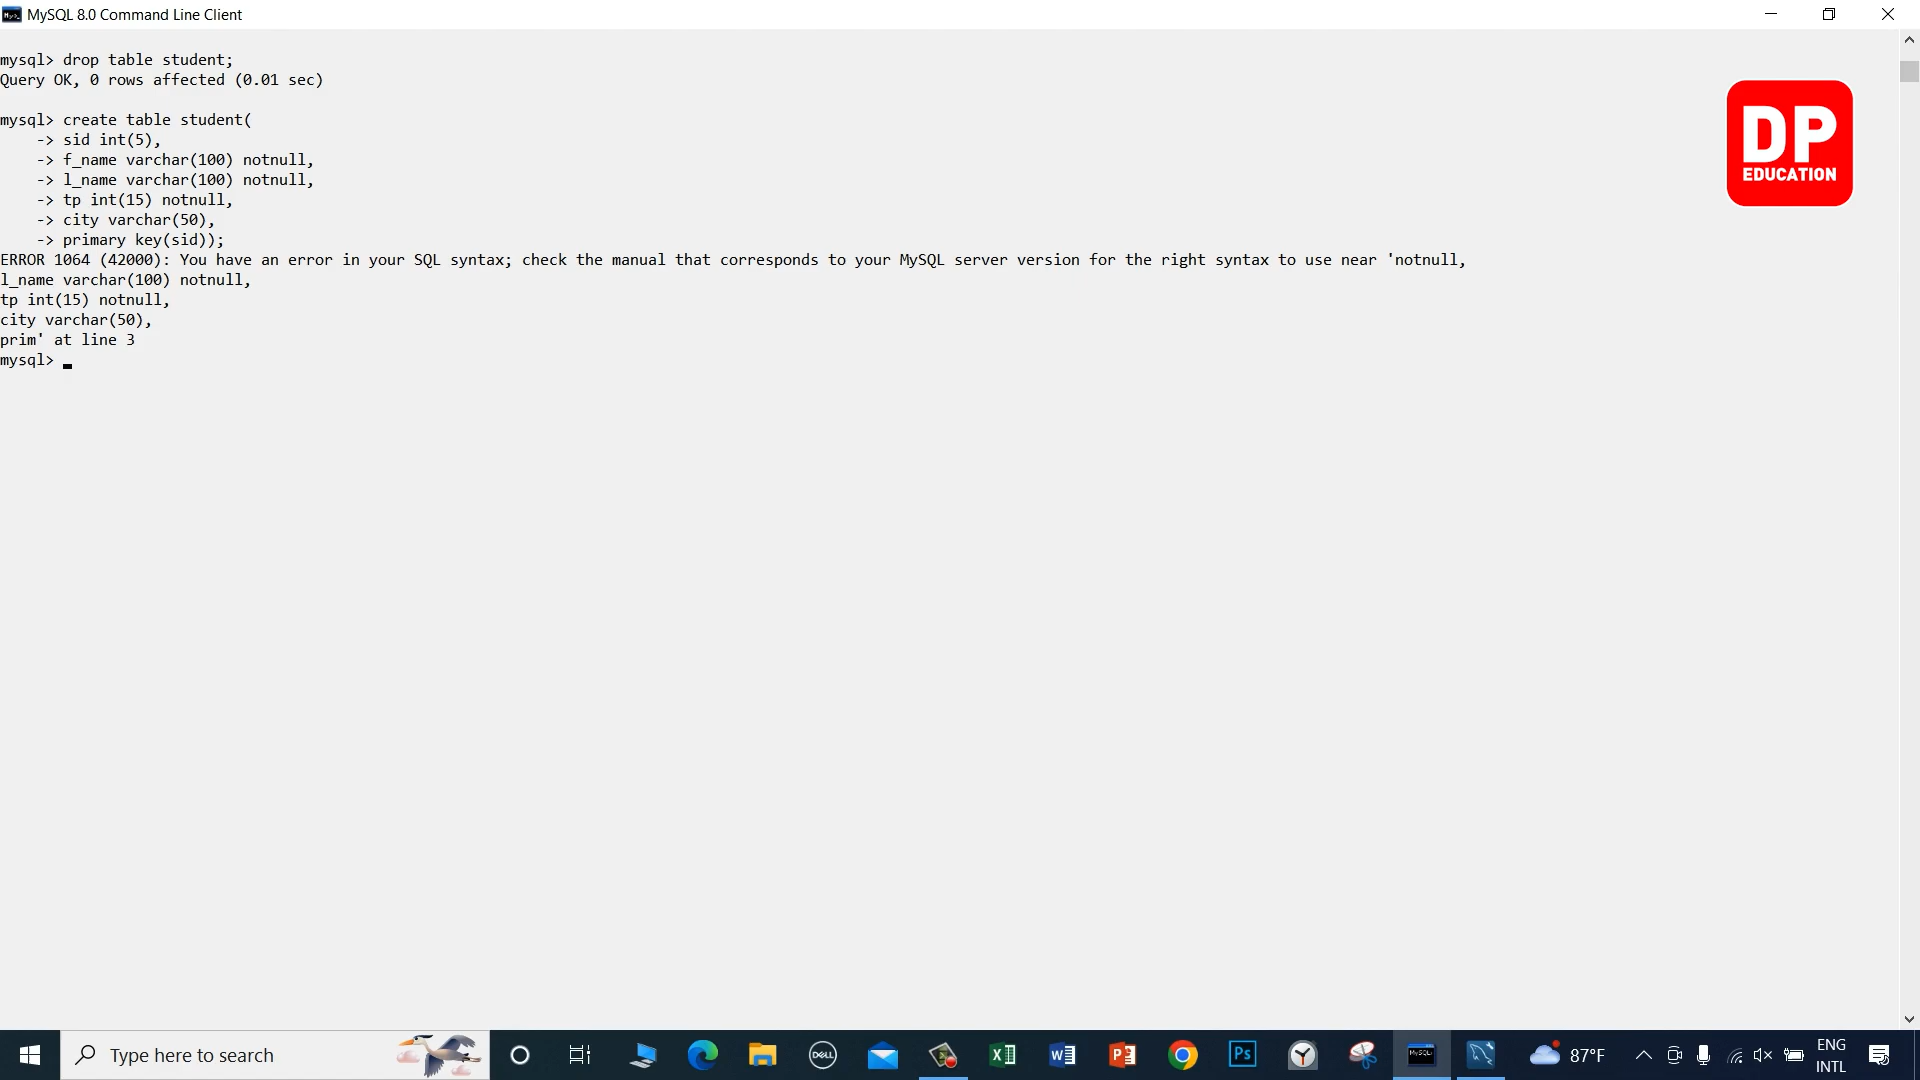 MySQL 8.0 Command Line Client
mysql> drop table student;
Query OK, 0 rows affected (0.01 sec)
mysql> create table student(
    -> sid int(5),
    -> f_name varchar(100) notnull,
    -> l_name varchar(100) notnull,
    -> tp int(15) notnull,
    -> city varchar(50),
    -> primary key(sid));
ERROR 1064 (42000): You have an error in your SQL syntax; check the manual that corresponds to your MySQL server version for the right syntax to use near 'notnull,
l_name varchar(100) notnull,
tp int(15) notnull,
city varchar(50),
prim' at line 3
mysql>
DP
EDUCATION
Type here to search
DELL
Ps
MySQL
87°F
ENG
INTL